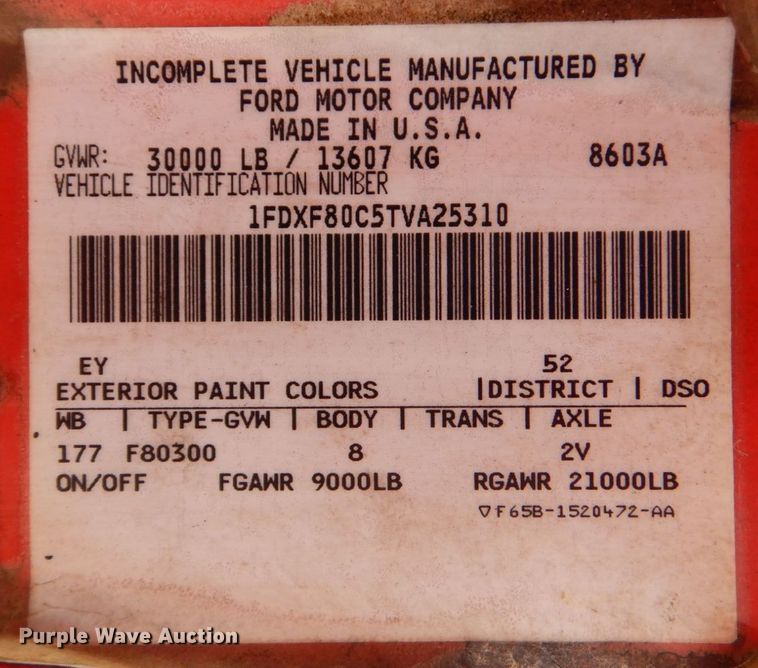 INCOMPLETE VEHICLE MANUFACTURED BY
FORD MOTOR COMPANY
MADE IN U.S.A.
GVWR: 30000 LB / 13607 KG 8603A
VEHICLE IDENTIFICATION NUMBER
1FDXF80C5TVA25310
EY 52
EXTERIOR PAINT COLORS |DISTRICT | DSO
WB | TYPE-GVW | BODY | TRANS | AXLE
177 F80300 8 2V
ON/OFF FGAWR 9000LB RGAWR 21000LB
▽F65B-1520472-AA
Purple Wave Auction